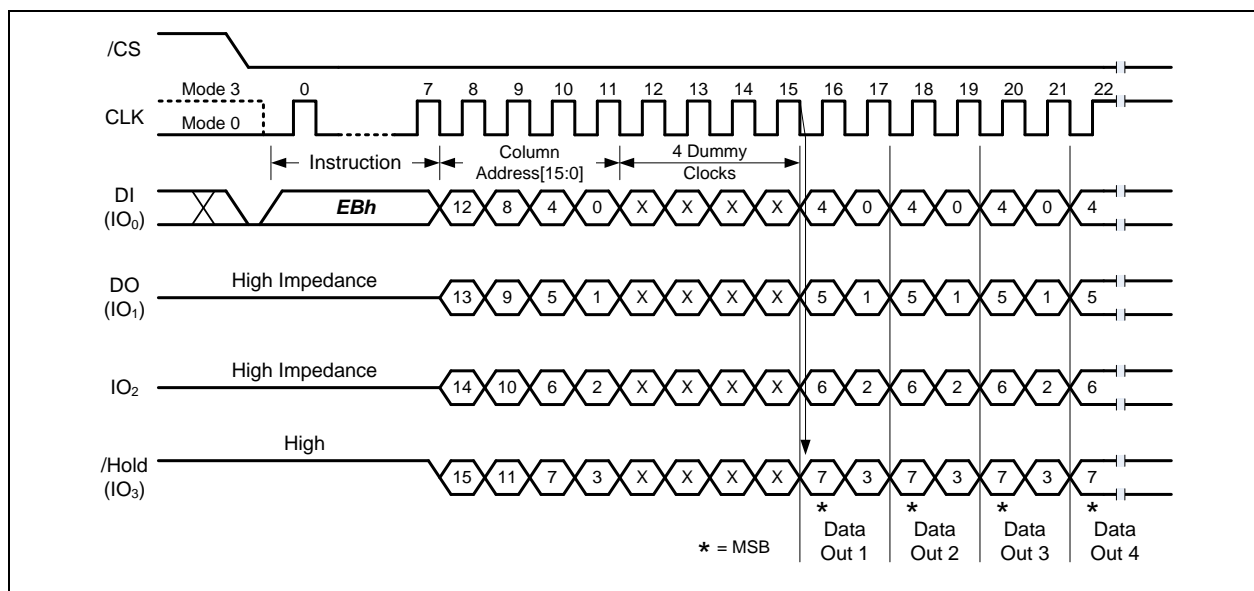 /CS
Mode 3 0 7 8 9 10 11 12 13 14 15 16 17 18 19 20 21 22
CLK
Mode 0
Instruction
Column
Address[15:0]
4 Dummy
Clocks
DI
(IO0)
EBh 12 8 4 0 X X X X 4 0 4 0 4 0 4
High Impedance
DO
(IO1)
13 9 5 1 X X X X 5 1 5 1 5 1 5
High Impedance
IO2
14 10 6 2 X X X X 6 2 6 2 6 2 6
High
/Hold
(IO3)
15 11 7 3 X X X X 7 3 7 3 7 3 7
* * * *
* = MSB
Data
Out 1
Data
Out 2
Data
Out 3
Data
Out 4